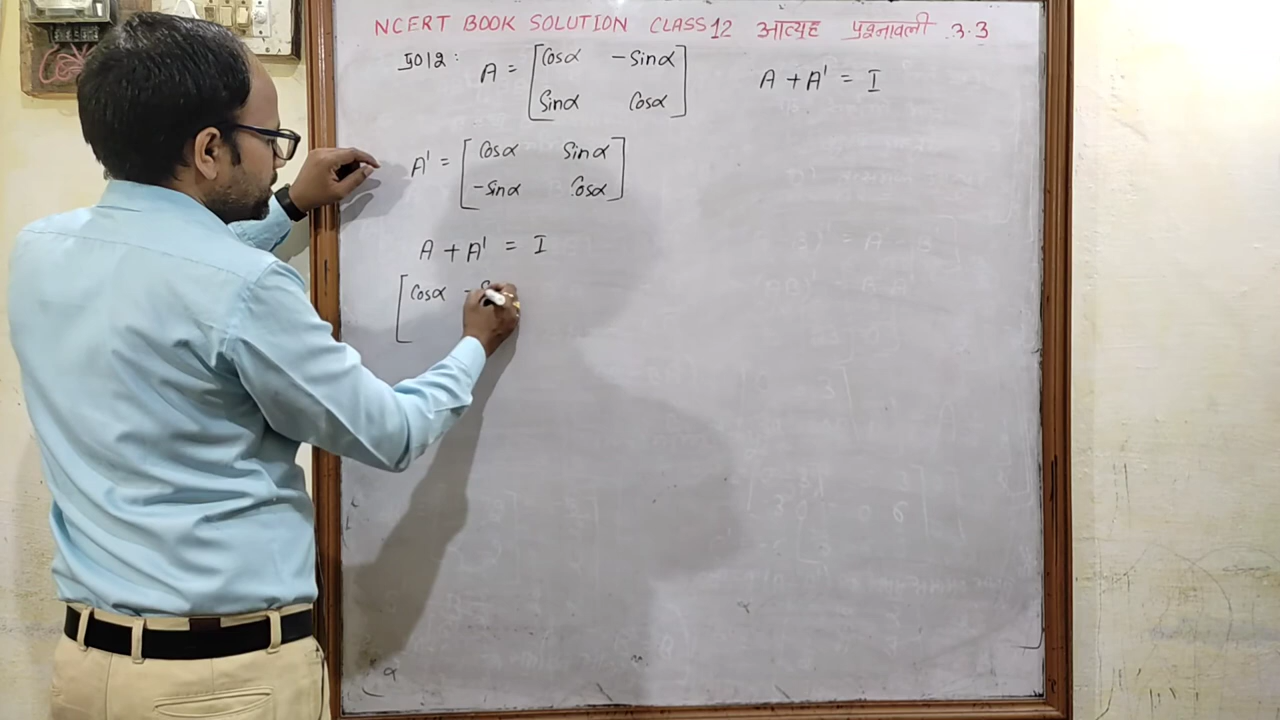 NCERT BOOK SOLUTION CLASS 12 आव्यूह प्रश्नावली 3.3
प्र012: A = [Cosα -Sinα
Sinα Cosα] A + A' = I
A' = [Cosα Sinα
-Sinα Cosα]
A + A' = I
[Cosα -